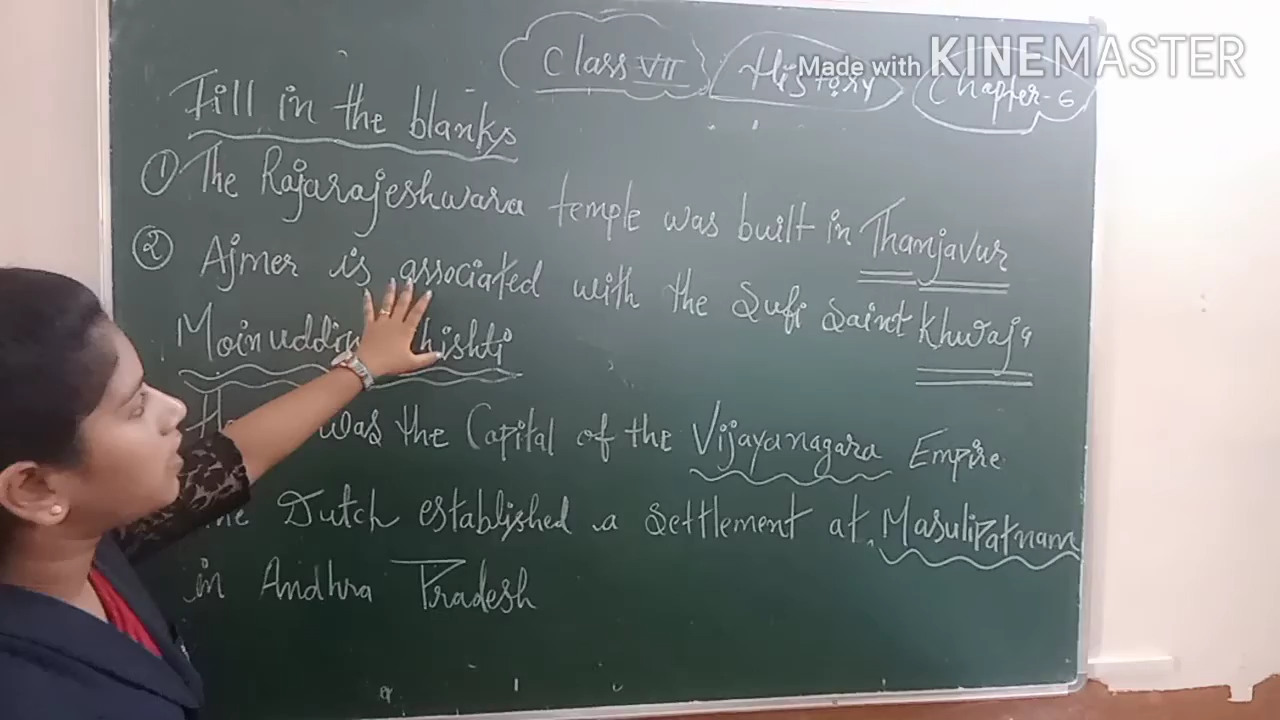 Class VII History Chapter-6
Made with KINEMASTER
Fill in the blanks
① The Rajarajeshwara temple was built in Thanjavur
② Ajmer is associated with the Sufi Saint Khwaja
Moinuddin Chishti
was the Capital of the Vijayanagara Empire
Dutch established a settlement at Masulipatnam
in Andhra Pradesh